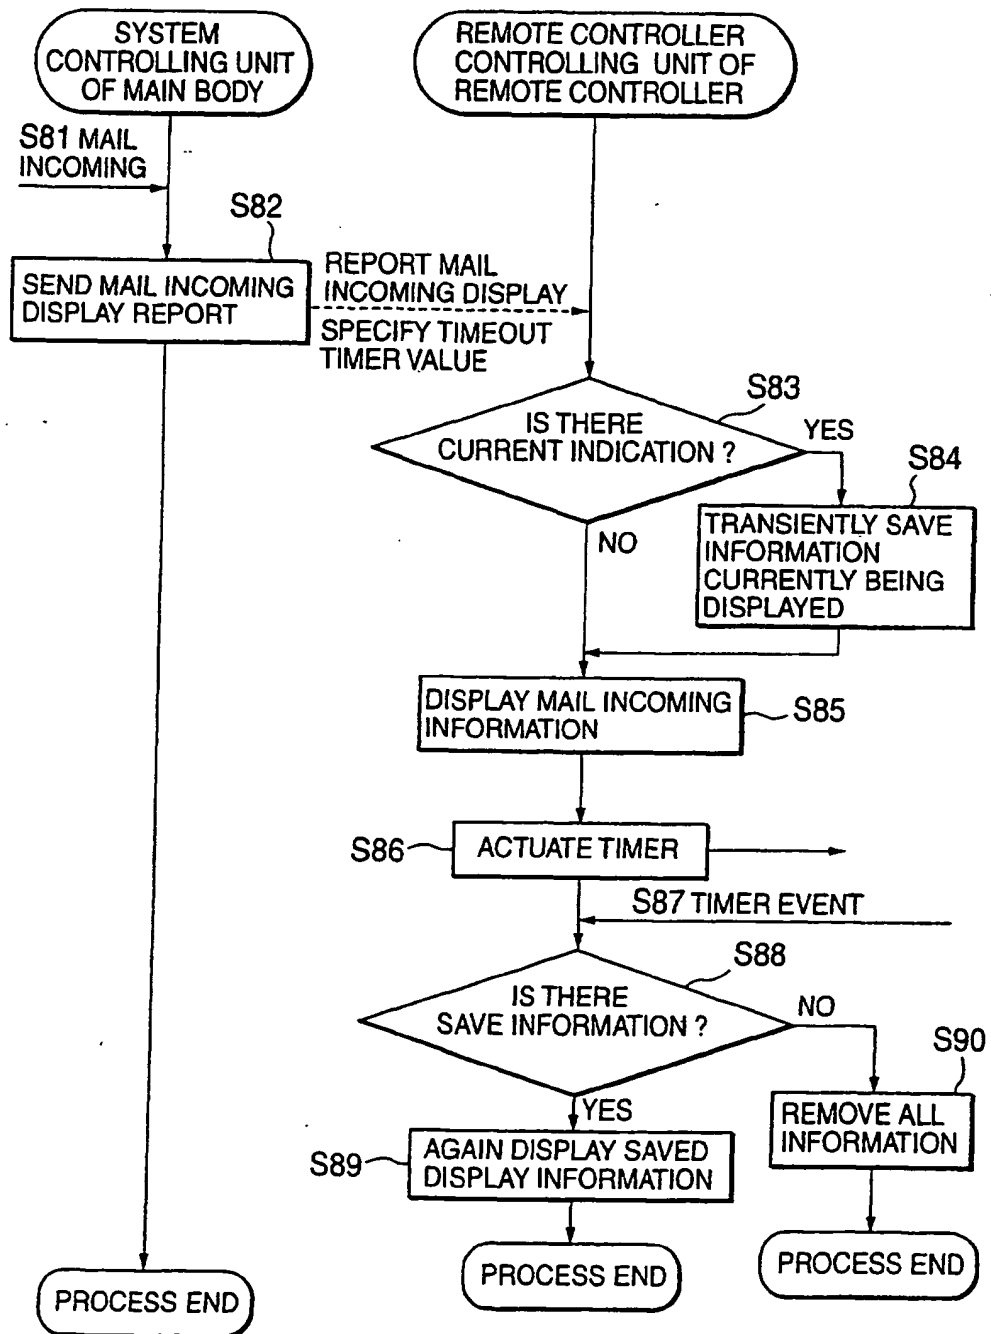 SYSTEM
CONTROLLING UNIT
OF MAIN BODY
REMOTE CONTROLLER
CONTROLLING UNIT OF
REMOTE CONTROLLER
S81 MAIL
INCOMING
S82
SEND MAIL INCOMING
DISPLAY REPORT
REPORT MAIL
INCOMING DISPLAY
SPECIFY TIMEOUT
TIMER VALUE
S83
IS THERE
CURRENT INDICATION ?
YES
S84
NO
TRANSIENTLY SAVE
INFORMATION
CURRENTLY BEING
DISPLAYED
DISPLAY MAIL INCOMING
INFORMATION
S85
S86
ACTUATE TIMER
S87 TIMER EVENT
S88
IS THERE
SAVE INFORMATION ?
NO
S90
YES
REMOVE ALL
INFORMATION
S89
AGAIN DISPLAY SAVED
DISPLAY INFORMATION
PROCESS END
PROCESS END
PROCESS END